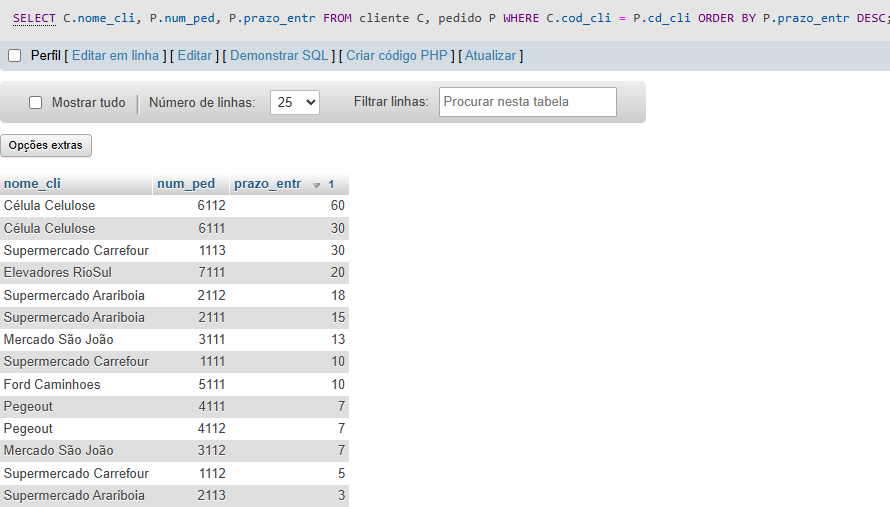 SELECT C.nome_cli, P.num_ped, P.prazo_entr FROM cliente C, pedido P WHERE C.cod_cli = P.cd_cli ORDER BY P.prazo_entr DESC;
Perfil [ Editar em linha ] [ Editar ] [ Demonstrar SQL ] [ Criar código PHP ] [ Atualizar ]
Mostrar tudo | Número de linhas: 25 Filtrar linhas: Procurar nesta tabela
Opções extras
nome_cli num_ped prazo_entr 1
Célula Celulose 6112 60
Célula Celulose 6111 30
Supermercado Carrefour 1113 30
Elevadores RioSul 7111 20
Supermercado Arariboia 2112 18
Supermercado Arariboia 2111 15
Mercado São João 3111 13
Supermercado Carrefour 1111 10
Ford Caminhoes 5111 10
Pegeout 4111 7
Pegeout 4112 7
Mercado São João 3112 7
Supermercado Carrefour 1112 5
Supermercado Arariboia 2113 3